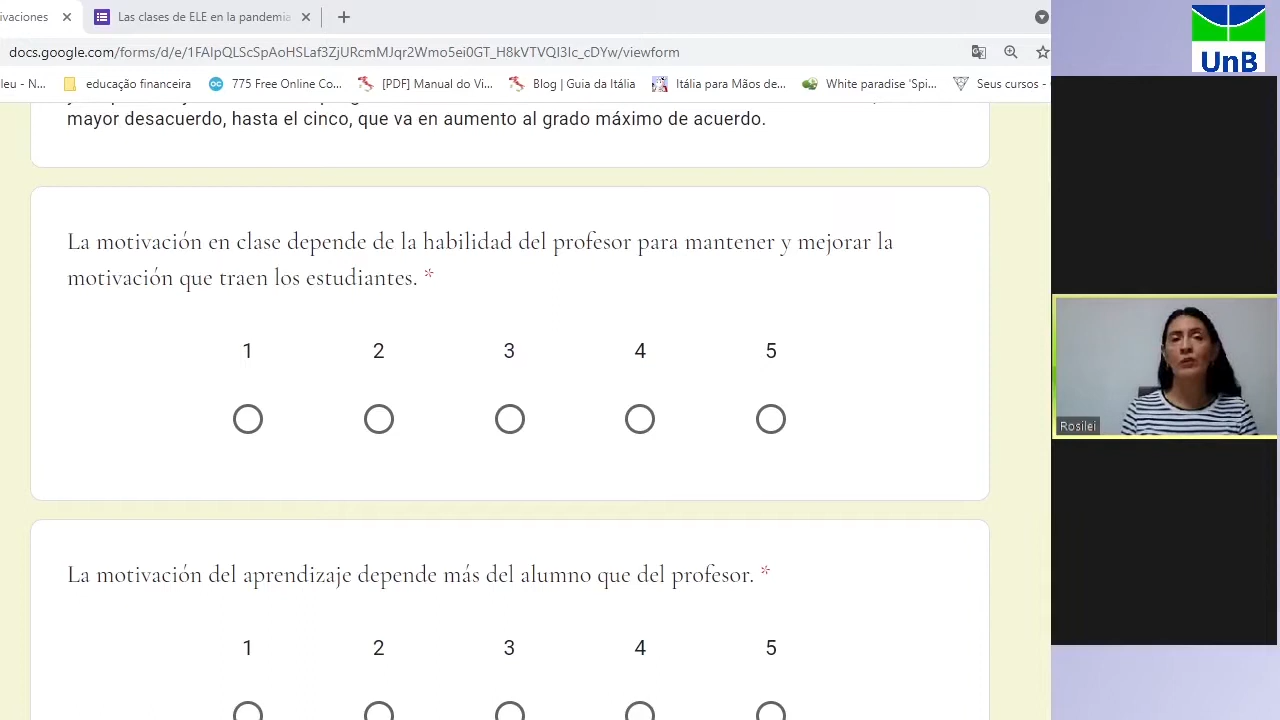 ivaciones
Las clases de ELE en la pandemia
docs.google.com/forms/d/e/1FAIpQLScSpAoHSLaf3ZjURcmMJqr2Wmo5ei0GT_H8kVTVQI3Ic_cDYw/viewform
leu - N...
educação financeira
775 Free Online Co...
[PDF] Manual do Vi...
Blog | Guia da Itália
Itália para Mãos de...
White paradise 'Spi...
Seus cursos -
UnB
mayor desacuerdo, hasta el cinco, que va en aumento al grado máximo de acuerdo.
La motivación en clase depende de la habilidad del profesor para mantener y mejorar la
motivación que traen los estudiantes. *
1 2 3 4 5
Rosilei
La motivación del aprendizaje depende más del alumno que del profesor. *
1 2 3 4 5